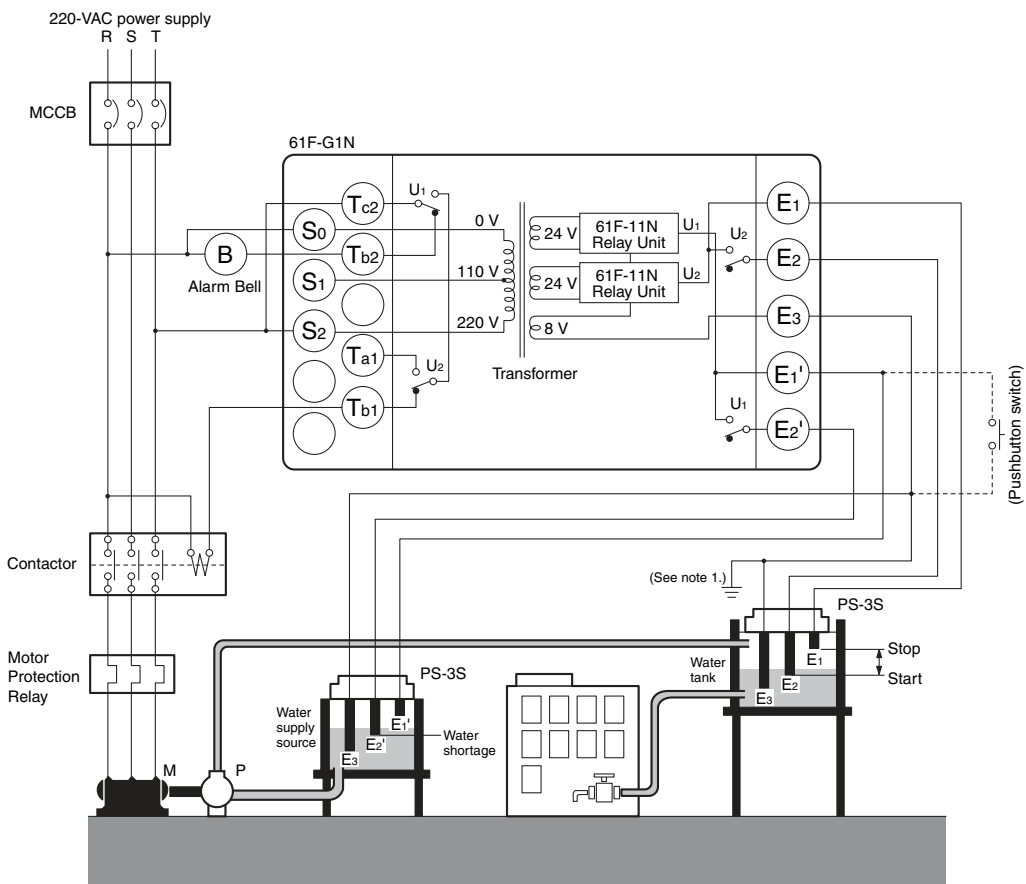 220-VAC power supply
R S T
MCCB
61F-G1N
Tc2
U1
S0
0 V
B
Alarm Bell
Tb2
S1
110 V
S2
220 V
Ta1
U2
Tb1
24 V
61F-11N
Relay Unit
U1
24 V
61F-11N
Relay Unit
U2
8 V
Transformer
U2
U1
E1
E2
E3
E1'
E2'
(Pushbutton switch)
Contactor
(See note 1.)
PS-3S
Motor
Protection
Relay
Water
tank
E1
E2
E3
Stop
Start
PS-3S
Water
supply
source
E1'
E2'
E3
Water
shortage
M
P